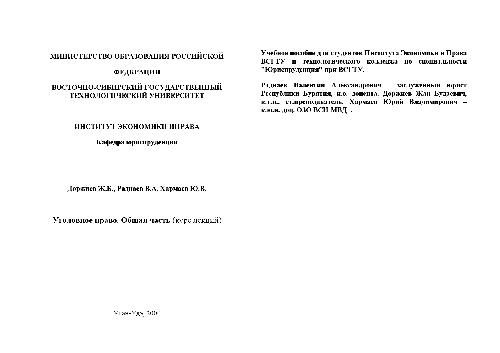 МИНИСТЕРСТВО ОБРАЗОВАНИЯ РОССИЙСКОЙ
ФЕДЕРАЦИИ
ВОСТОЧНО-СИБИРСКИЙ ГОСУДАРСТВЕННЫЙ
ТЕХНОЛОГИЧЕСКИЙ УНИВЕРСИТЕТ
ИНСТИТУТ ЭКОНОМИКИ И ПРАВА
Кафедра юриспруденции
Доржиев Ж.Б., Раднаев В.А. Хармаев Ю.В.
Уголовное право. Общая часть (курс лекций)
Улан-Удэ, 200
Учебное пособие для студентов Института Экономики и Права
ВСГТУ и технологического колледжа по специальности
"Юриспруденция" при ВСГТУ.
Раднаев Валентин Александрович – заслуженный юрист
Республики Бурятия, и.о. доцента. Доржиев Жан Будаевич,
к.ю.н. ст.преподаватель. Хармаев Юрий Владимирович –
к.ю.н. доц. ОЗО ВСИ МВД